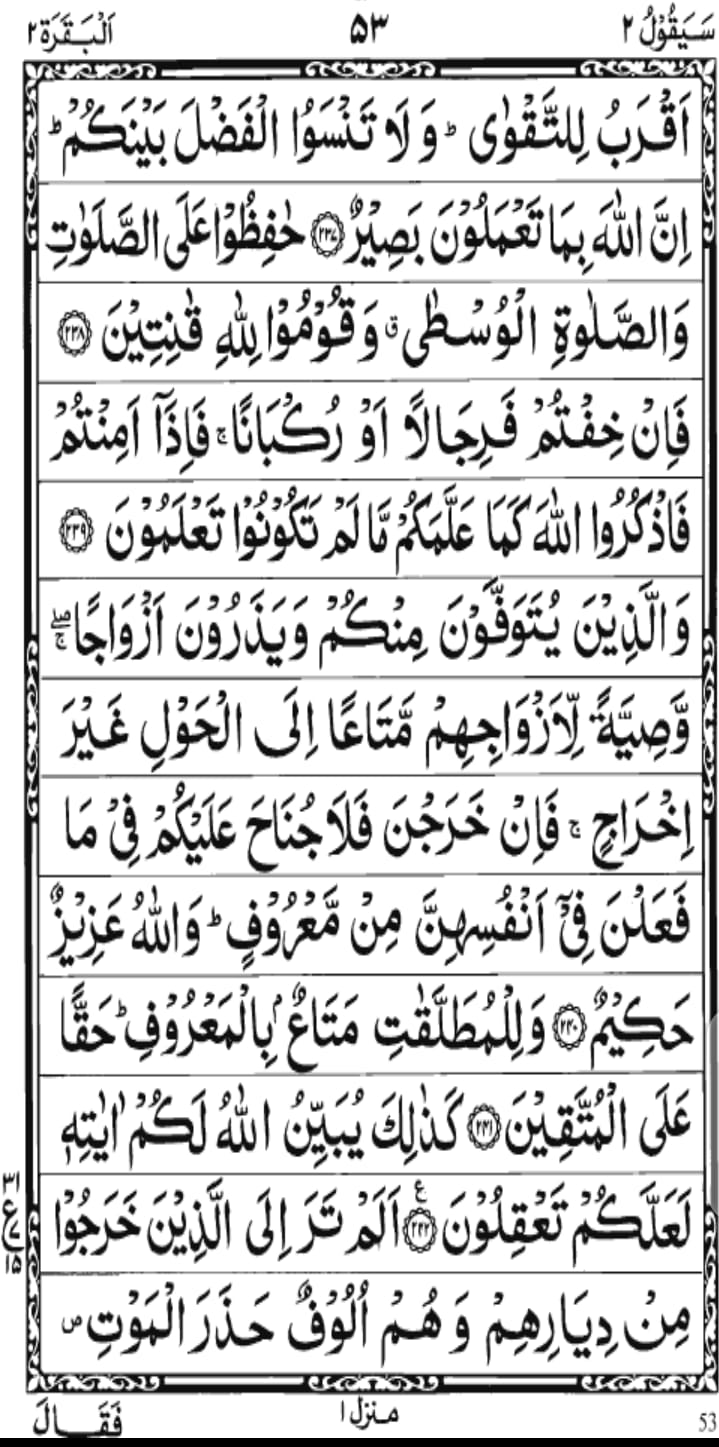 سَيَقُوۡلُ ٢ ٥٣ اَلۡبَقَرَة ٢
اَقۡرَبُ لِلتَّقۡوٰى ؕ وَ لَا تَنۡسَوُا الۡفَضۡلَ بَيۡنَكُمۡ ؕ
اِنَّ اللّٰهَ بِمَا تَعۡمَلُوۡنَ بَصِيۡرٌ ﴿٢٣٧﴾ حٰفِظُوۡا عَلَى الصَّلَوٰتِ
وَالصَّلٰوةِ الۡوُسۡطٰى ق وَقُوۡمُوۡا لِلّٰهِ قٰنِتِيۡنَ ﴿٢٣٨﴾
فَاِنۡ خِفۡتُمۡ فَرِجَالًا اَوۡ رُكۡبَانًا ۚ فَاِذَآ اَمِنۡتُمۡ
فَاذۡكُرُوا اللّٰهَ كَمَا عَلَّمَكُمۡ مَّا لَمۡ تَكُوۡنُوۡا تَعۡلَمُوۡنَ ﴿٢٣٩﴾
وَالَّذِيۡنَ يُتَوَفَّوۡنَ مِنۡكُمۡ وَيَذَرُوۡنَ اَزۡوَاجًا ۖۚ
وَّصِيَّةً لِّاَزۡوَاجِهِمۡ مَّتَاعًا اِلَى الۡحَوۡلِ غَيۡرَ
اِخۡرَاجٍ ۚ فَاِنۡ خَرَجۡنَ فَلَا جُنَاحَ عَلَيۡكُمۡ فِىۡ مَا
فَعَلۡنَ فِىۡٓ اَنۡفُسِهِنَّ مِنۡ مَّعۡرُوۡفٍ ؕ وَاللّٰهُ عَزِيۡزٌ
حَكِيۡمٌ ﴿٢٤٠﴾ وَلِلۡمُطَلَّقٰتِ مَتَاعٌ ۢ بِالۡمَعۡرُوۡفِ ؕ حَقًّا
عَلَى الۡمُتَّقِيۡنَ ﴿٢٤١﴾ كَذٰلِكَ يُبَيِّنُ اللّٰهُ لَكُمۡ اٰيٰتِهٖ
لَعَلَّكُمۡ تَعۡقِلُوۡنَ ﴿٢٤٢﴾ ع اَلَمۡ تَرَ اِلَى الَّذِيۡنَ خَرَجُوۡا
٣١
ع
١٥
مِنۡ دِيَارِهِمۡ وَ هُمۡ اُلُوۡفٌ حَذَرَ الۡمَوۡتِ ص
فَقَالَ
منزل ١
53